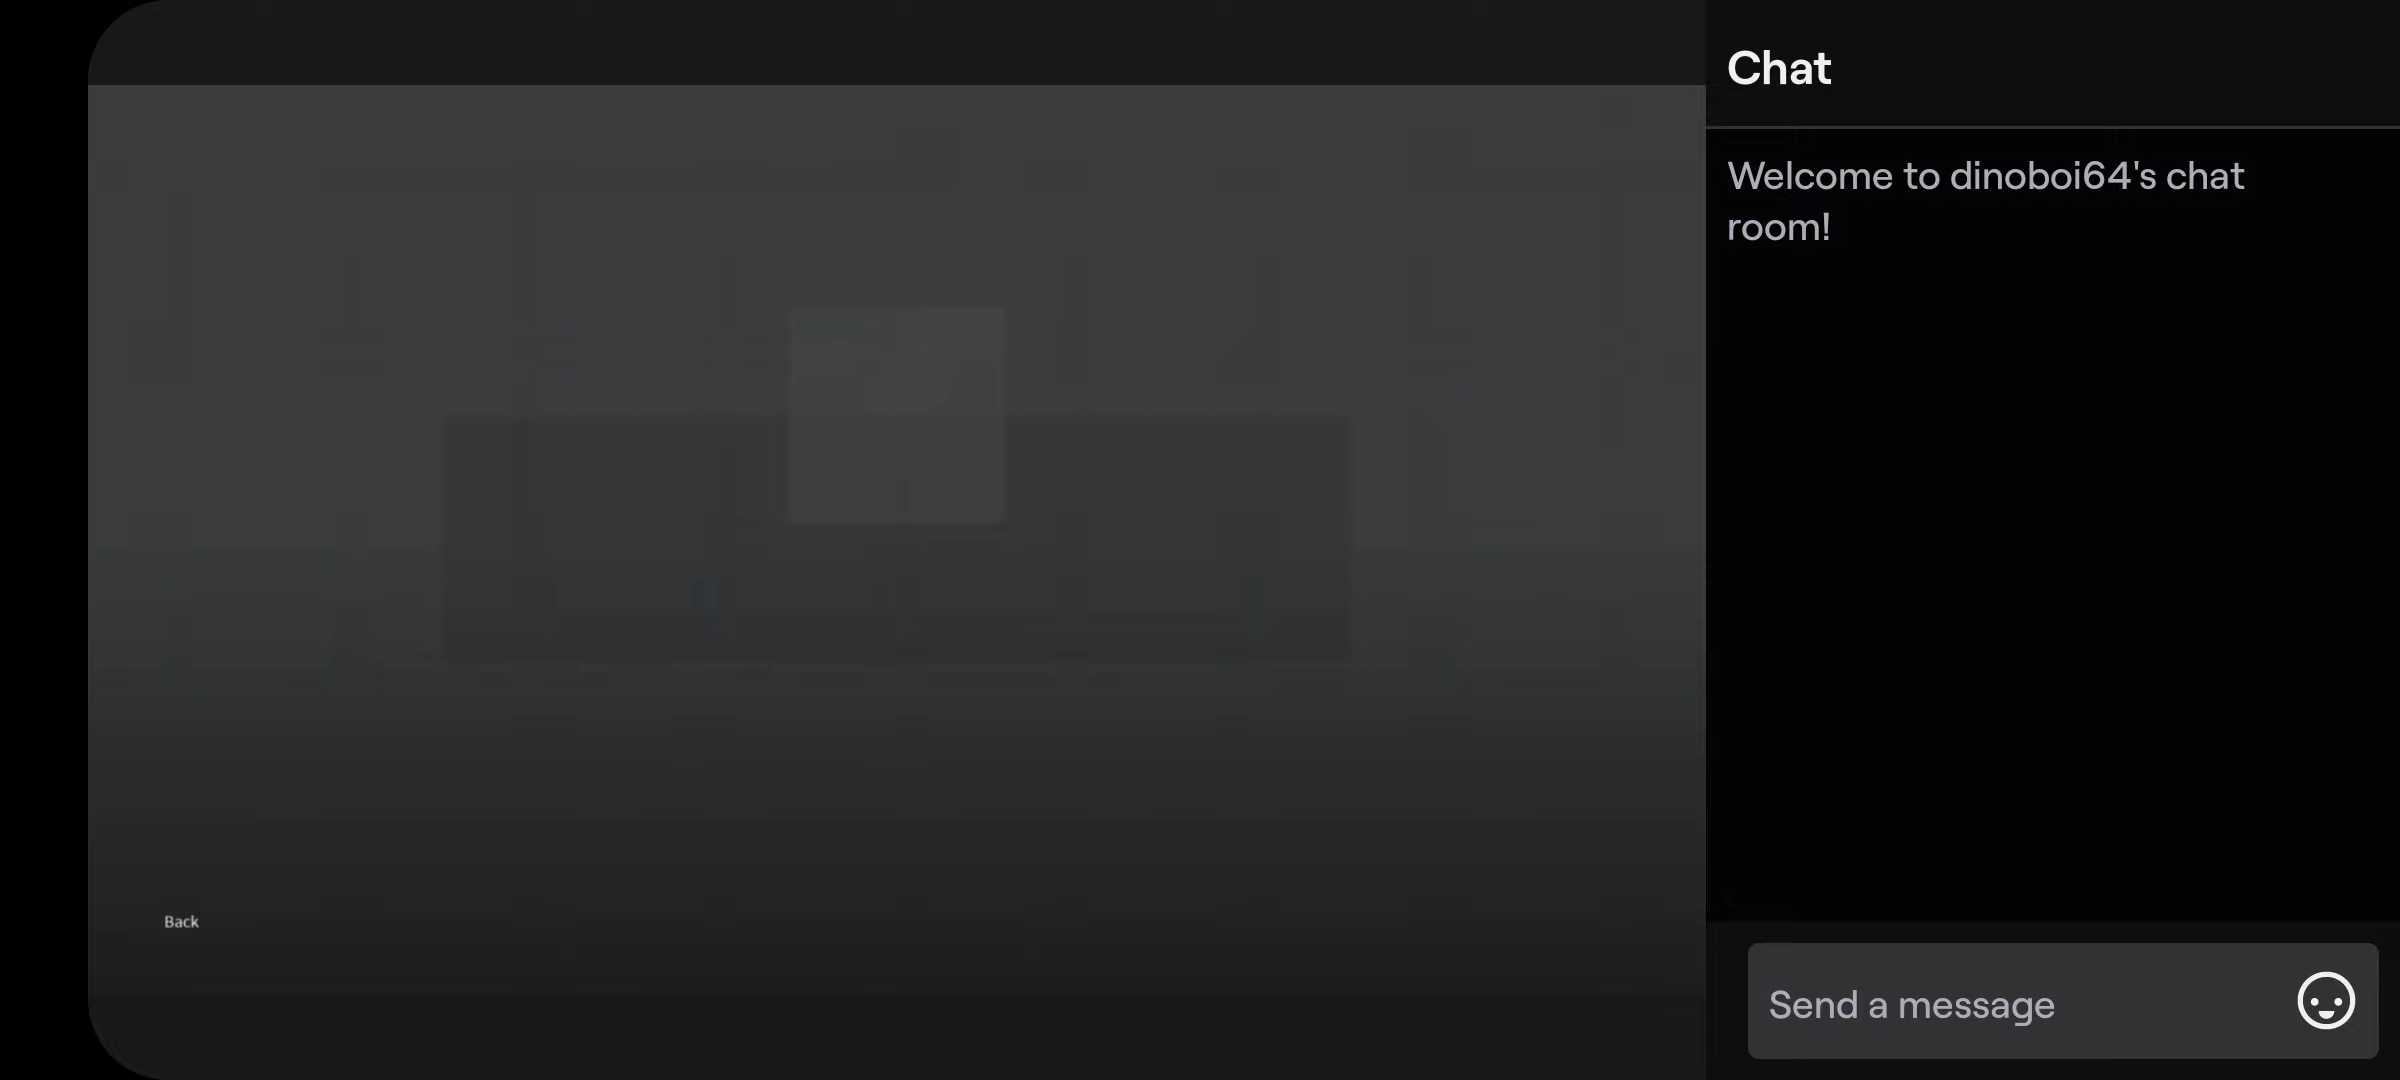 Chat
Welcome to dinoboi64's chat
room!
Back
Send a message